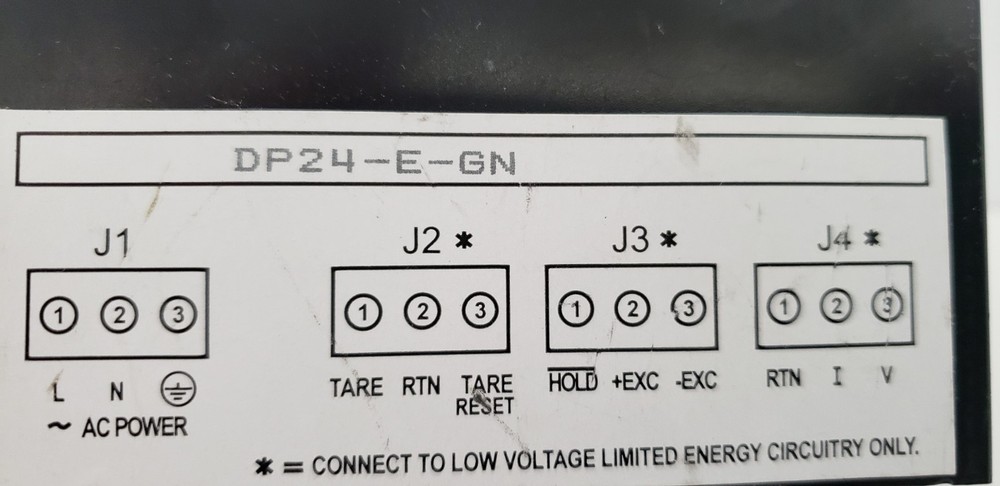 DP24-E-GN
J1 J2 * J3 * J4 *
1 2 3 1 2 3 1 2 3 1 2 3
L N TARE RTN TARE RESET HOLD +EXC -EXC RTN I V
~ AC POWER
* = CONNECT TO LOW VOLTAGE LIMITED ENERGY CIRCUITRY ONLY.